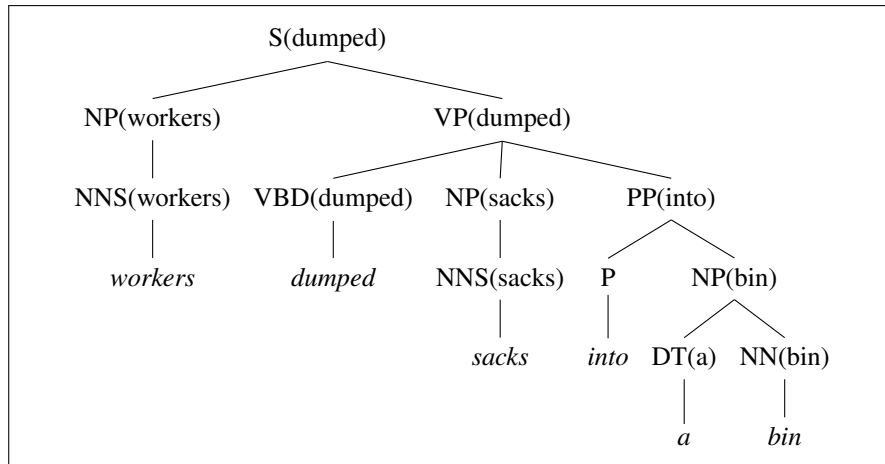 S(dumped)
NP(workers) VP(dumped)
NNS(workers) VBD(dumped) NP(sacks) PP(into)
workers dumped NNS(sacks) P NP(bin)
sacks into DT(a) NN(bin)
a bin